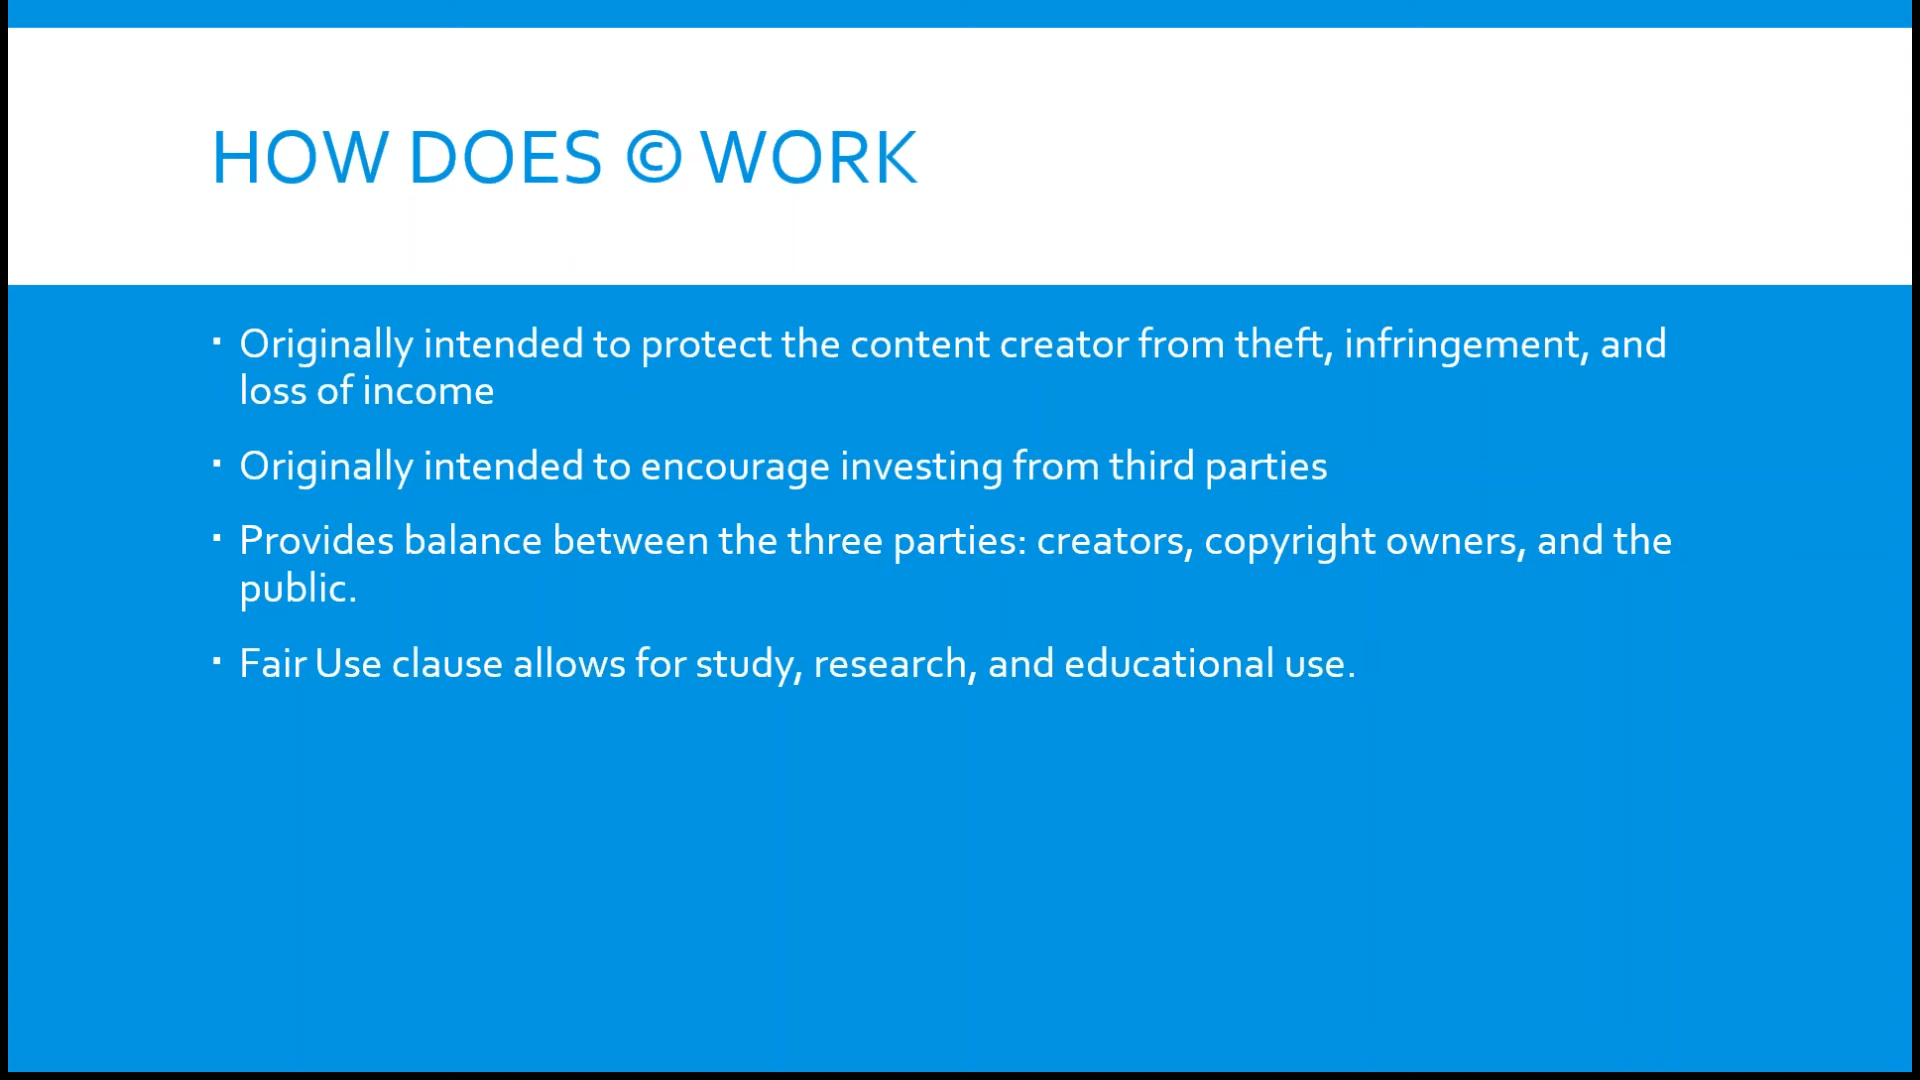 HOW DOES © WORK
▪ Originally intended to protect the content creator from theft, infringement, and
loss of income
▪ Originally intended to encourage investing from third parties
▪ Provides balance between the three parties: creators, copyright owners, and the
public.
▪ Fair Use clause allows for study, research, and educational use.